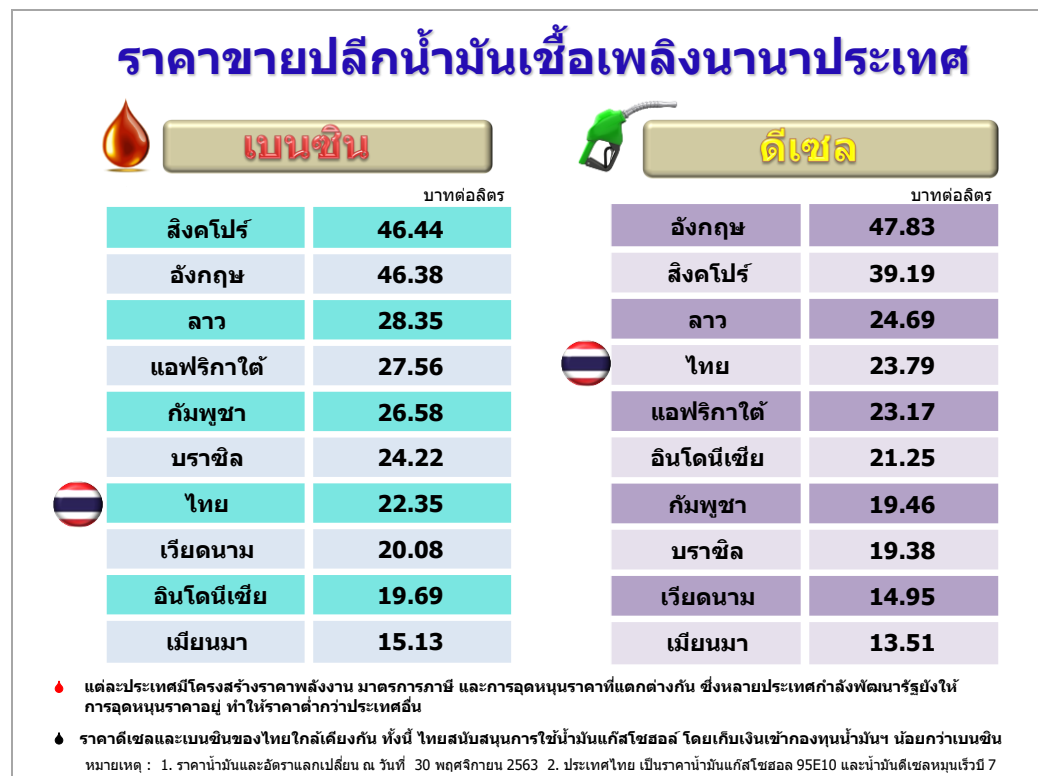 ราคาขายปลีกน้ำมันเชื้อเพลิงนานาประเทศ
เบนซิน
บาทต่อลิตร
สิงคโปร์ 46.44
อังกฤษ 46.38
ลาว 28.35
แอฟริกาใต้ 27.56
กัมพูชา 26.58
บราซิล 24.22
ไทย 22.35
เวียดนาม 20.08
อินโดนีเซีย 19.69
เมียนมา 15.13
ดีเซล
บาทต่อลิตร
อังกฤษ 47.83
สิงคโปร์ 39.19
ลาว 24.69
ไทย 23.79
แอฟริกาใต้ 23.17
อินโดนีเซีย 21.25
กัมพูชา 19.46
บราซิล 19.38
เวียดนาม 14.95
เมียนมา 13.51
แต่ละประเทศมีโครงสร้างราคาพลังงาน มาตรการภาษี และการอุดหนุนราคาที่แตกต่างกัน ซึ่งหลายประเทศกำลังพัฒนารัฐยังให้
การอุดหนุนราคาอยู่ ทำให้ราคาต่ำกว่าประเทศอื่น
ราคาดีเซลและเบนซินของไทยใกล้เคียงกัน ทั้งนี้ ไทยสนับสนุนการใช้น้ำมันแก๊สโซฮอล์ โดยเก็บเงินเข้ากองทุนน้ำมันฯ น้อยกว่าเบนซิน
หมายเหตุ : 1. ราคาน้ำมันและอัตราแลกเปลี่ยน ณ วันที่ 30 พฤศจิกายน 2563 2. ประเทศไทย เป็นราคาน้ำมันแก๊สโซฮอล 95E10 และน้ำมันดีเซลหมุนเร็วบี 7